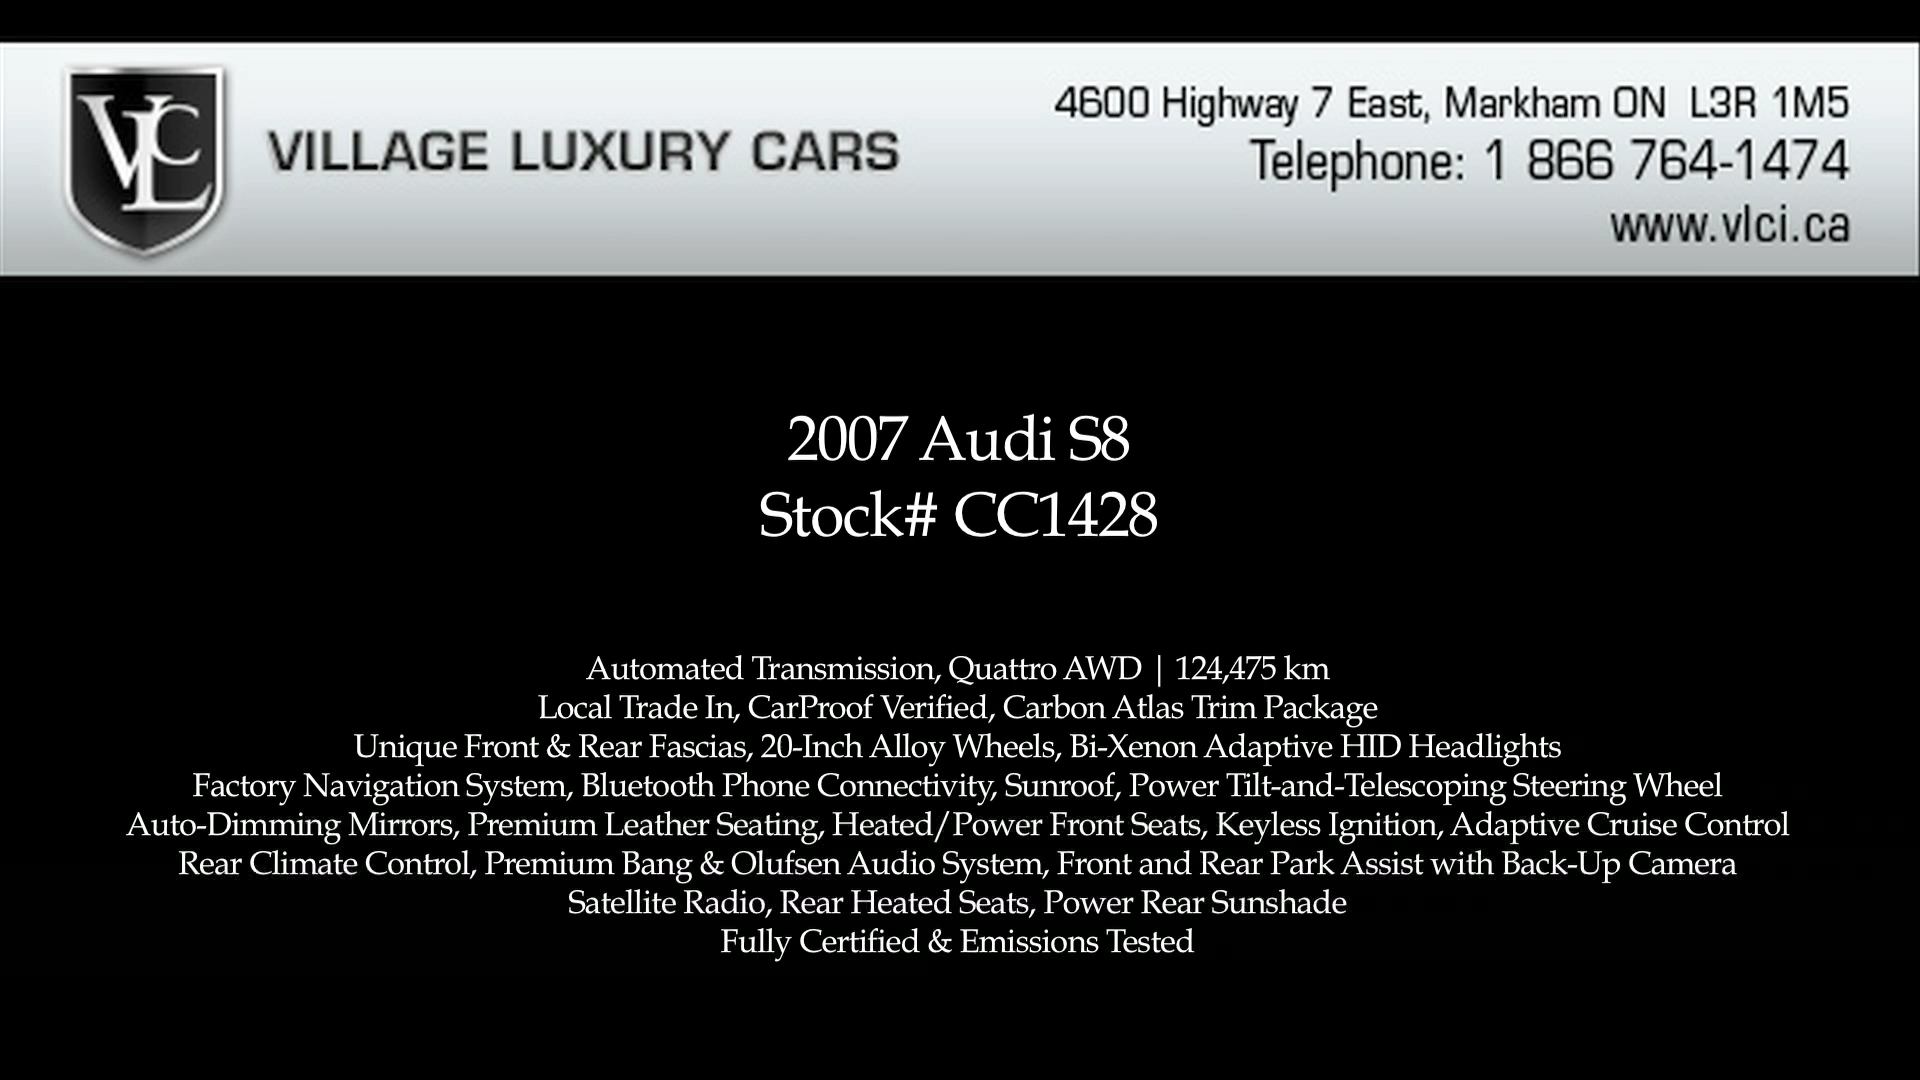 VLC
VILLAGE LUXURY CARS
4600 Highway 7 East, Markham ON L3R 1M5
Telephone: 1 866 764-1474
www.vlci.ca
2007 Audi S8
Stock# CC1428
Automated Transmission, Quattro AWD | 124,475 km
Local Trade In, CarProof Verified, Carbon Atlas Trim Package
Unique Front & Rear Fascias, 20-Inch Alloy Wheels, Bi-Xenon Adaptive HID Headlights
Factory Navigation System, Bluetooth Phone Connectivity, Sunroof, Power Tilt-and-Telescoping Steering Wheel
Auto-Dimming Mirrors, Premium Leather Seating, Heated/Power Front Seats, Keyless Ignition, Adaptive Cruise Control
Rear Climate Control, Premium Bang & Olufsen Audio System, Front and Rear Park Assist with Back-Up Camera
Satellite Radio, Rear Heated Seats, Power Rear Sunshade
Fully Certified & Emissions Tested